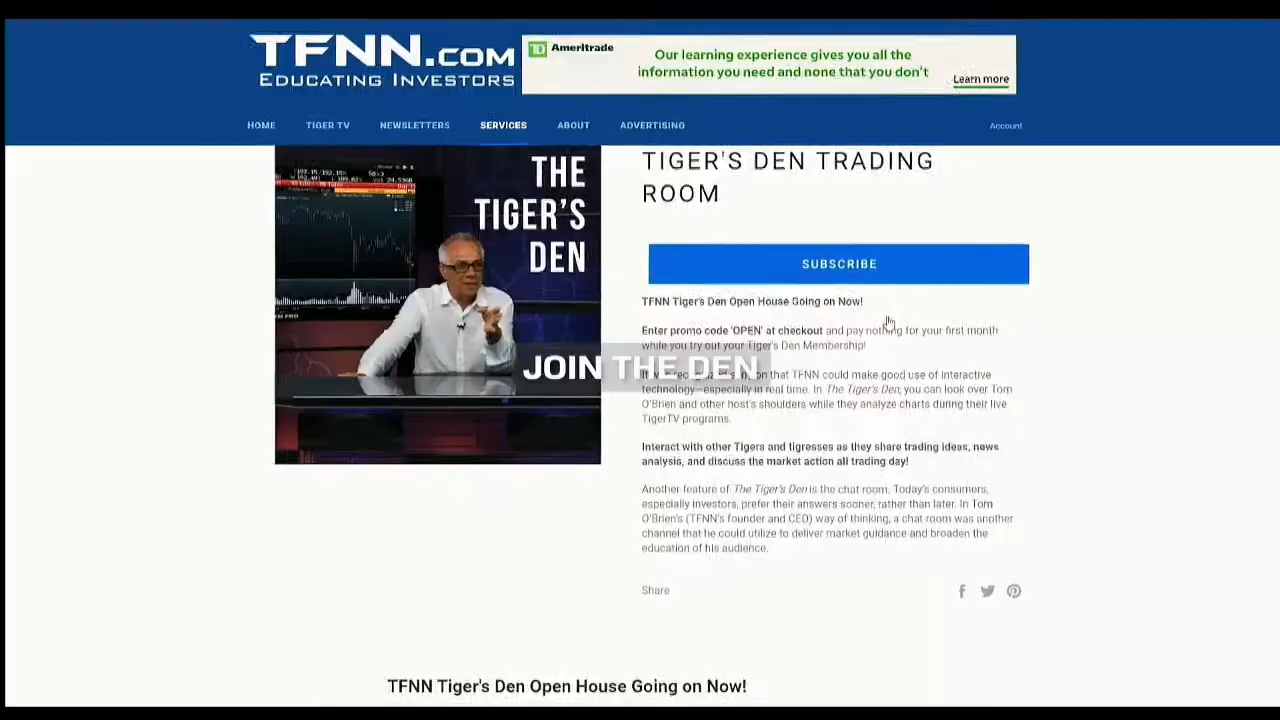 TFNN.COM
EDUCATING INVESTORS
TD Ameritrade
Our learning experience gives you all the
information you need and none that you don't
Learn more
HOME TIGER TV NEWSLETTERS SERVICES ABOUT ADVERTISING Account
THE
TIGER'S
DEN
TIGER'S DEN TRADING
ROOM
SUBSCRIBE
TFNN Tiger's Den Open House Going on Now!
Enter promo code 'OPEN' at checkout and pay nothing for your first month
while you try out your Tiger's Den Membership!
JOIN THE DEN
on that TFNN could make good use of interactive
technology—especially in real time. In The Tiger's Den, you can look over Tom
O'Brien and other host's shoulders while they analyze charts during their live
TigerTV programs.
Interact with other Tigers and tigresses as they share trading ideas, news
analysis, and discuss the market action all trading day!
Another feature of The Tiger's Den is the chat room. Today's consumers,
especially investors, prefer their answers sooner, rather than later. In Tom
O'Brien's (TFNN's founder and CEO) way of thinking, a chat room was another
channel that he could utilize to deliver market guidance and broaden the
education of his audience.
Share
TFNN Tiger's Den Open House Going on Now!